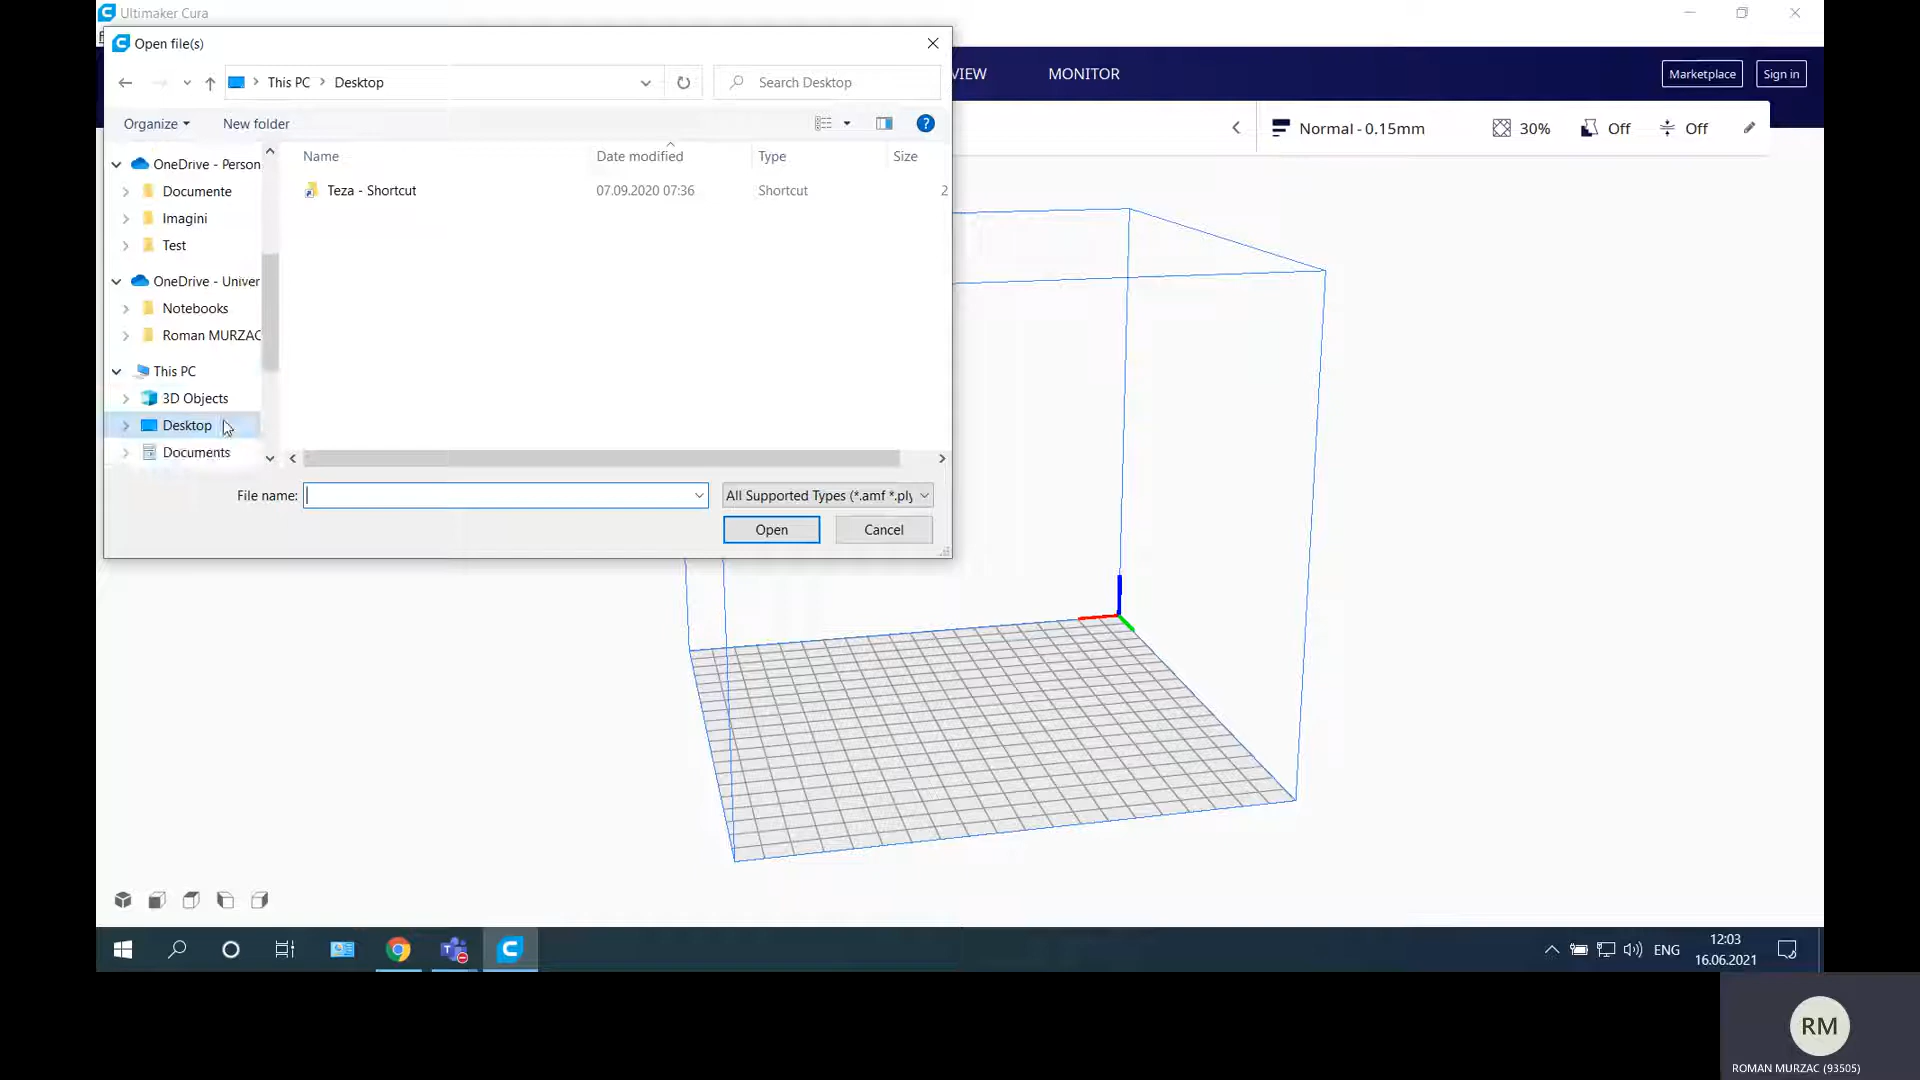 Ultimaker Cura
Open file(s)
This PC
Desktop
Search Desktop
VIEW
MONITOR
Marketplace
Sign in
Organize
New folder
Normal - 0.15mm
30%
Off
Off
Name
Date modified
Type
Size
OneDrive - Person
Documente
Imagini
Test
OneDrive - Univer
Notebooks
Roman MURZAC
This PC
3D Objects
Desktop
Documents
Teza - Shortcut
07.09.2020 07:36
Shortcut
2
File name:
All Supported Types (*.amf *.ply
Open
Cancel
ENG
12:03
16.06.2021
RM
ROMAN MURZAC (93505)